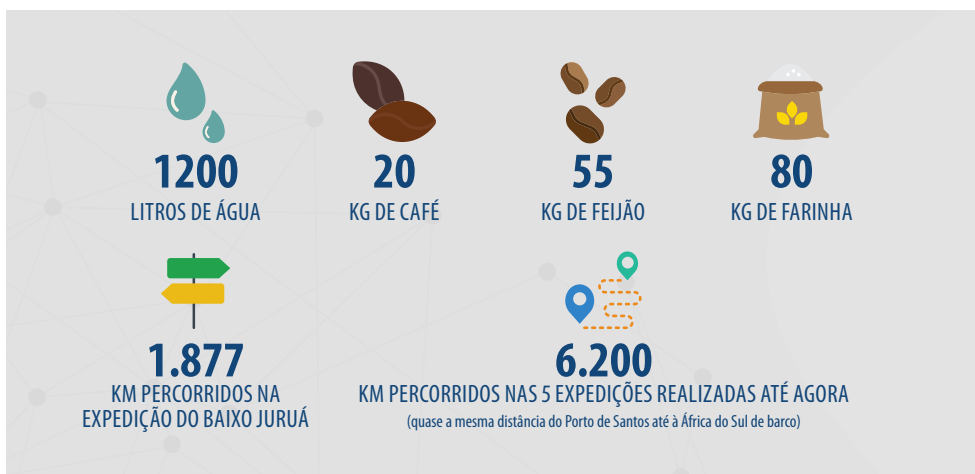 1200
LITROS DE ÁGUA
20
KG DE CAFÉ
55
KG DE FEIJÃO
80
KG DE FARINHA
1.877
KM PERCORRIDOS NA
EXPEDIÇÃO DO BAIXO JURUÁ
6.200
KM PERCORRIDOS NAS 5 EXPEDIÇÕES REALIZADAS ATÉ AGORA
(quase a mesma distância do Porto de Santos até à África do Sul de barco)